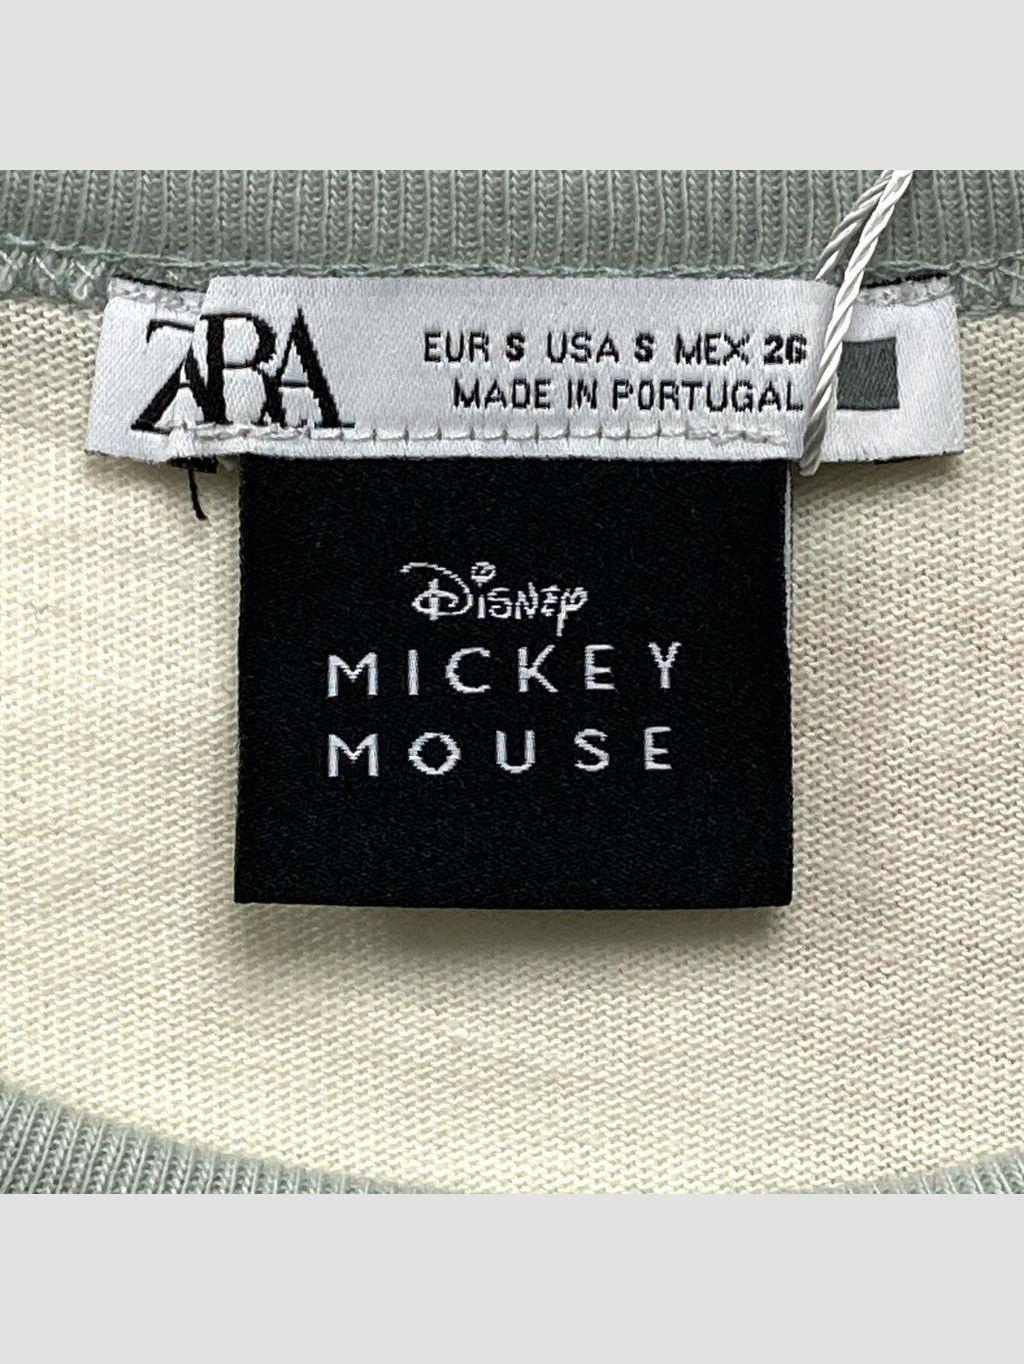 ZARA
EUR S USA S MEX 26
MADE IN PORTUGAL
Disney
MICKEY
MOUSE